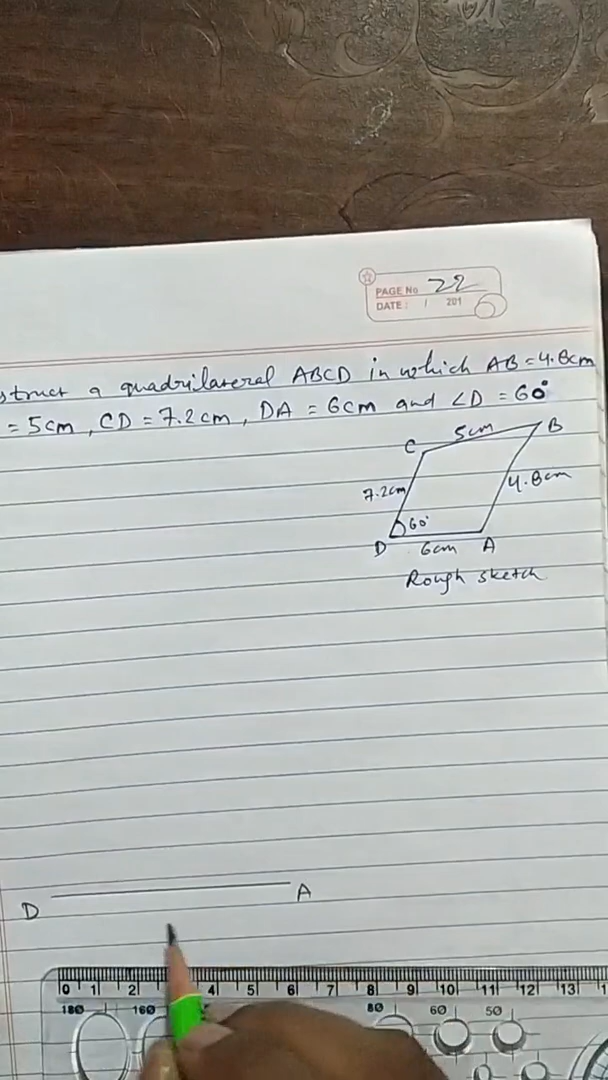 PAGE No 22
DATE : / 201
struct a quadrilateral ABCD in which AB = 4.8cm
= 5cm, CD = 7.2cm, DA = 6cm and ∠D = 60°
C 5cm B
7.2cm 4.8cm
60°
D 6cm A
Rough sketch
D A
0 1 2 4 5 6 7 8 9 10 11 12 13
180 160 80 60 50